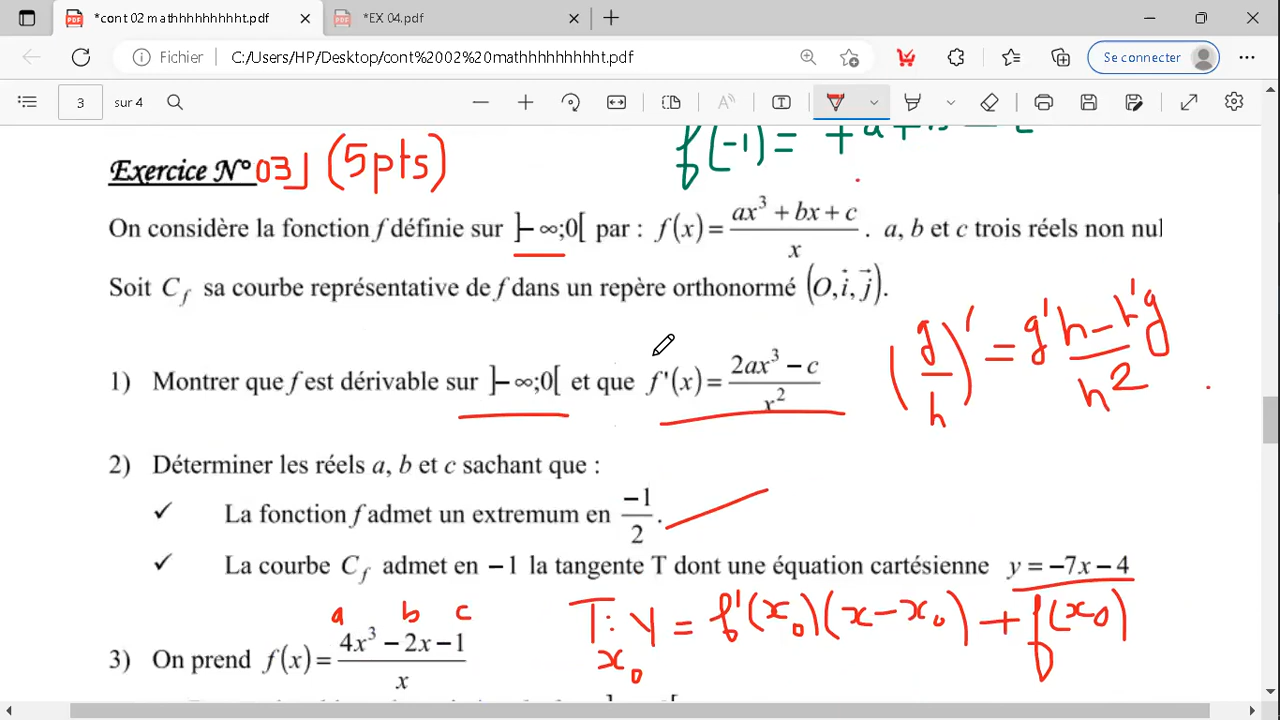 *cont 02 mathhhhhhhhht.pdf
*EX 04.pdf
Fichier C:/Users/HP/Desktop/cont%2002%20mathhhhhhhhht.pdf
Se connecter
3 sur 4
f(-1) =
Exercice N° 03 (5pts)
On considère la fonction f définie sur ]-∞;0[ par : f(x) = (ax³ + bx + c)/x . a, b et c trois réels non nul
Soit C_f sa courbe représentative de f dans un repère orthonormé (O, i, j).
(g/h)' = (g'h - h'g)/h²
1) Montrer que f est dérivable sur ]-∞;0[ et que f'(x) = (2ax³ - c)/x²
2) Déterminer les réels a, b et c sachant que :
✓ La fonction f admet un extremum en -1/2.
✓ La courbe C_f admet en -1 la tangente T dont une équation cartésienne y = -7x - 4
a b c
T: y = f'(x₀)(x - x₀) + f(x₀)
x₀
3) On prend f(x) = (4x³ - 2x - 1)/x